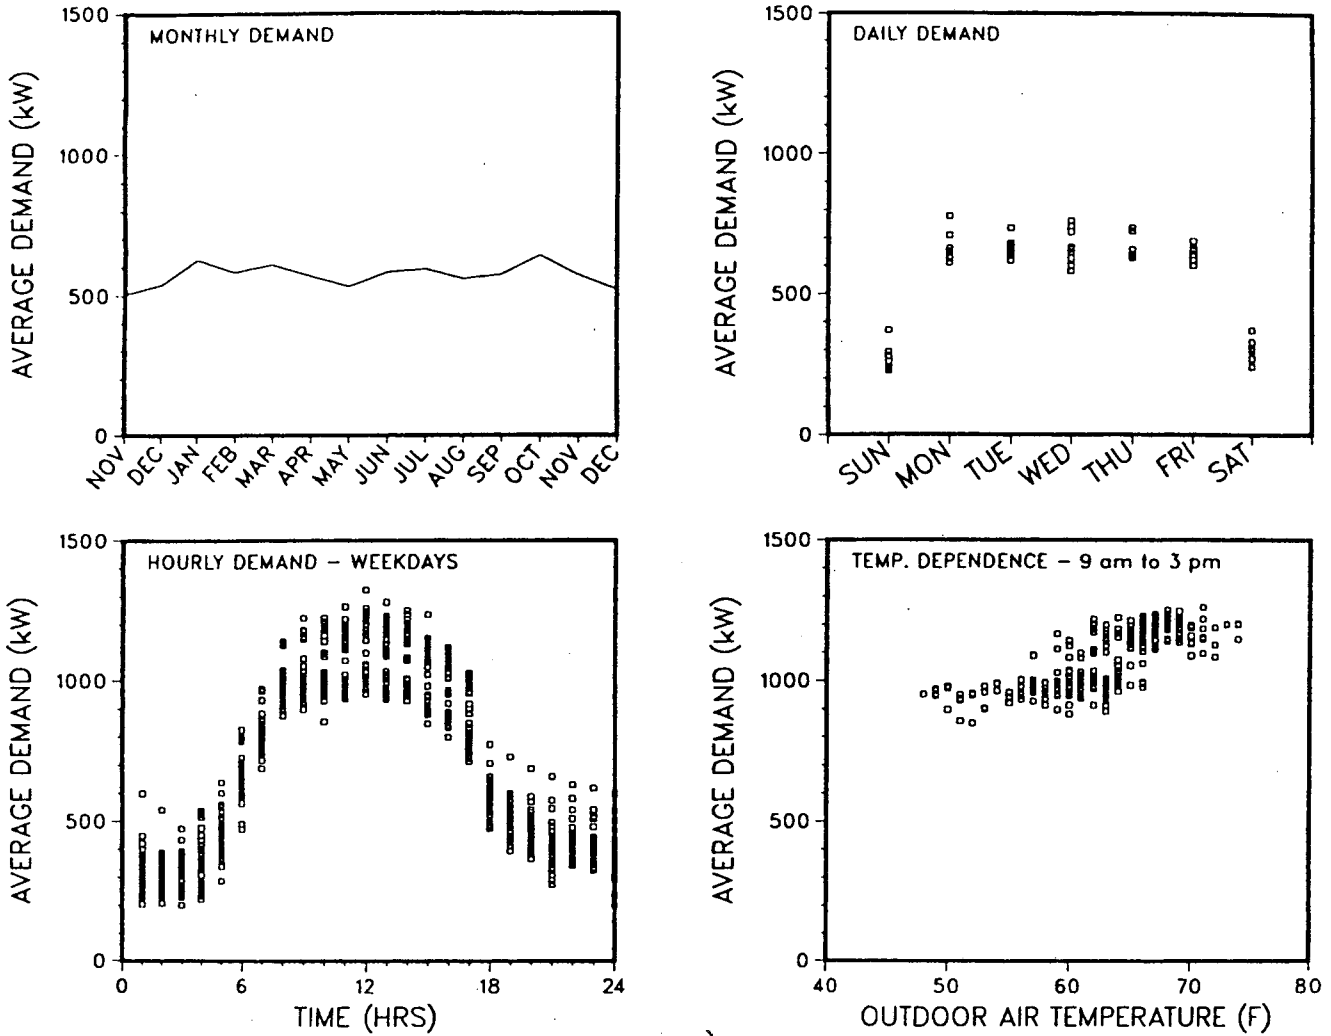 MONTHLY DEMAND
AVERAGE DEMAND (kW)
1500
1000
500
0
NOV DEC JAN FEB MAR APR MAY JUN JUL AUG SEP OCT NOV DEC
DAILY DEMAND
AVERAGE DEMAND (kW)
1500
1000
500
0
SUN MON TUE WED THU FRI SAT
HOURLY DEMAND – WEEKDAYS
AVERAGE DEMAND (kW)
1500
1000
500
0
0 6 12 18 24
TIME (HRS)
TEMP. DEPENDENCE – 9 am to 3 pm
AVERAGE DEMAND (kW)
1500
1000
500
0
40 50 60 70 80
OUTDOOR AIR TEMPERATURE (F)